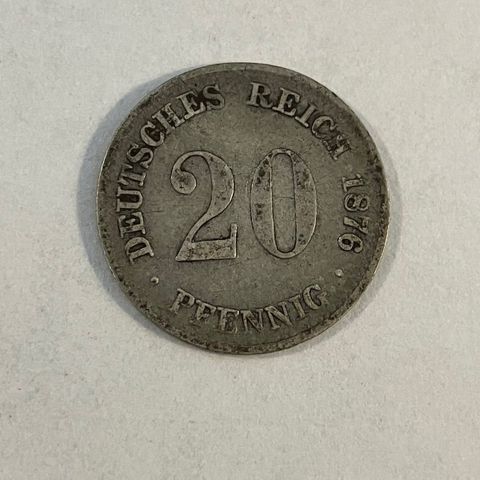 DEUTSCHES REICH 1876
20
PFENNIG